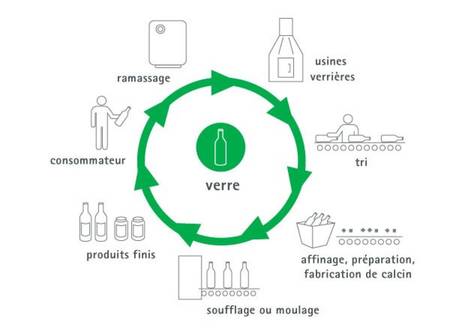 ramassage
usines
verrières
consommateur
tri
verre
produits finis
affinage, préparation,
fabrication de calcin
soufflage ou moulage